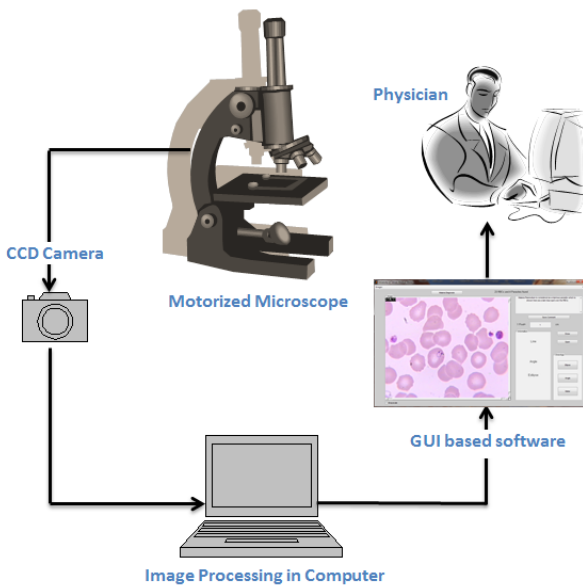 Physician
CCD Camera
Motorized Microscope
GUI based software
Image Processing in Computer